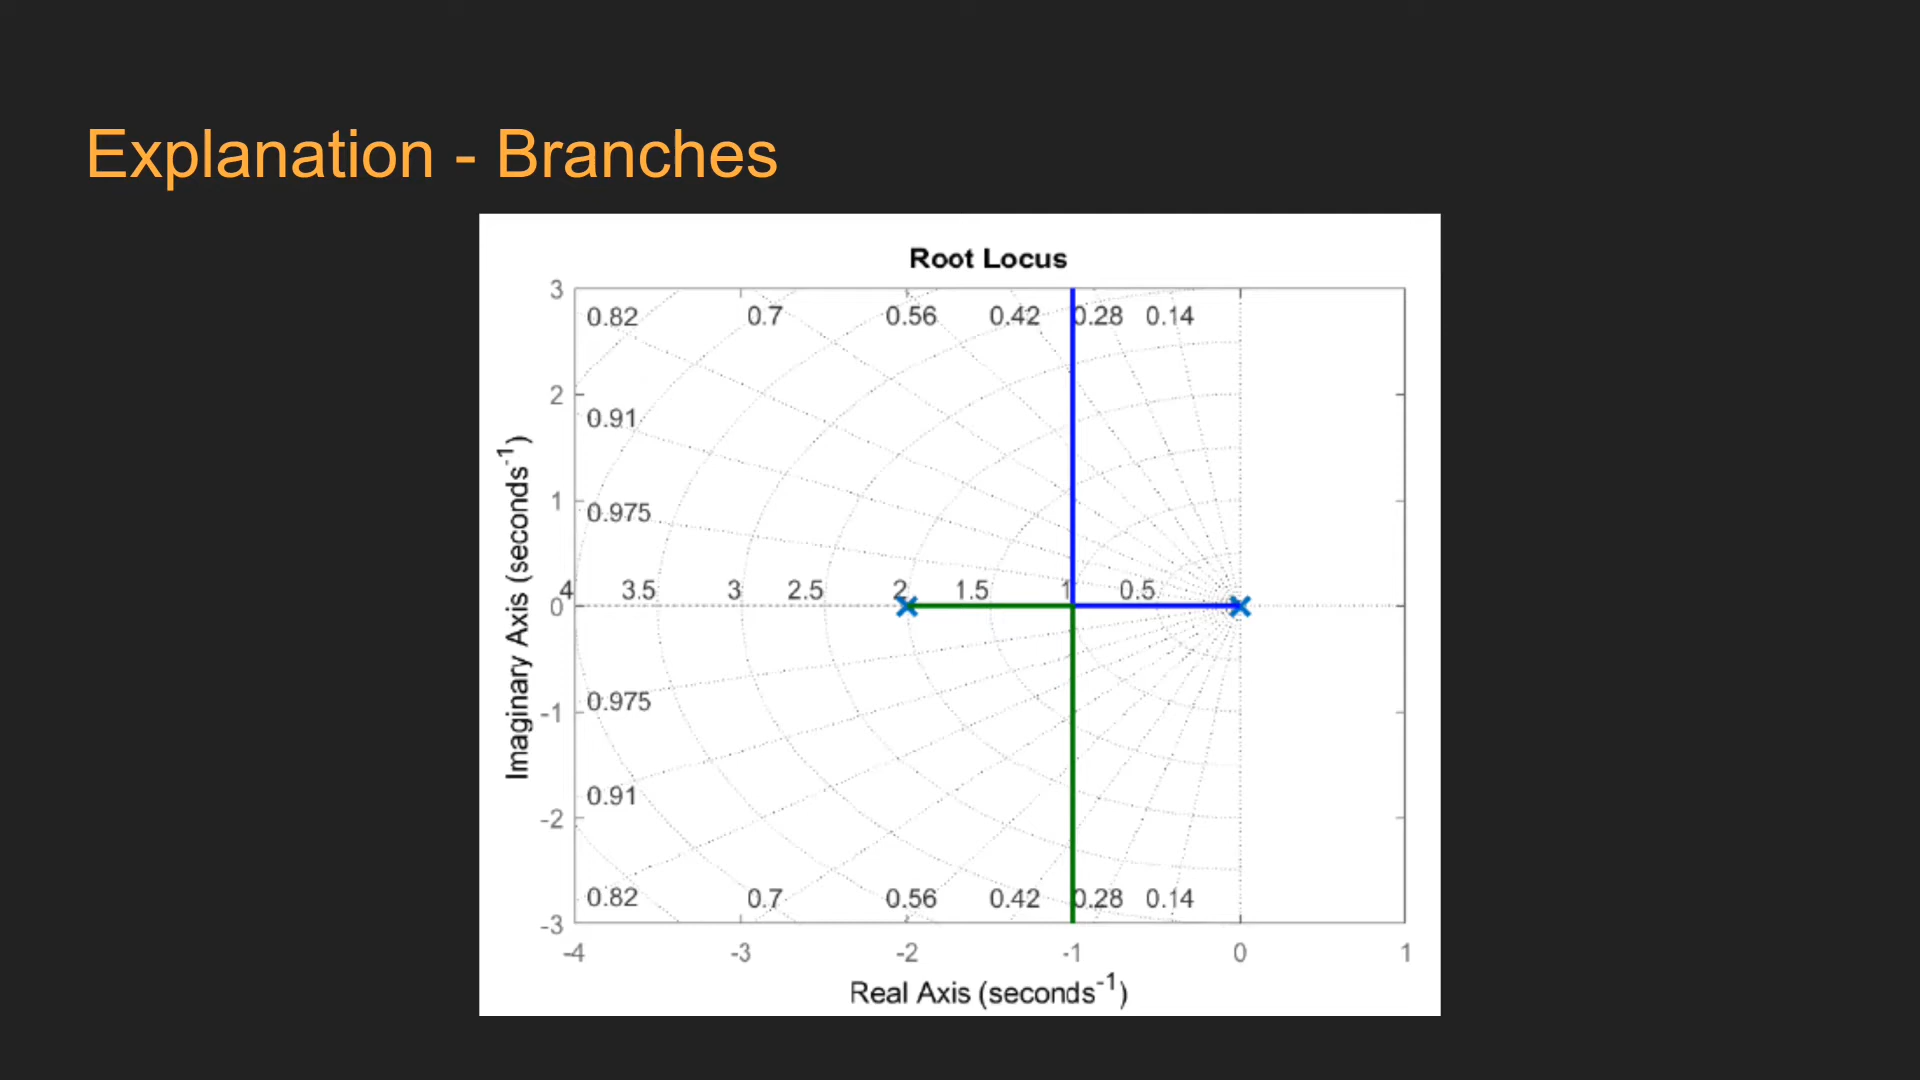 Explanation - Branches
Root Locus
3
0.82 0.7 0.56 0.42 0.28 0.14
2
0.91
1
0.975
4 3.5 3 2.5 2 1.5 1 0.5
0
0.975
-1
0.91
-2
0.82 0.7 0.56 0.42 0.28 0.14
-3
-4 -3 -2 -1 0 1
Imaginary Axis (seconds⁻¹)
Real Axis (seconds⁻¹)